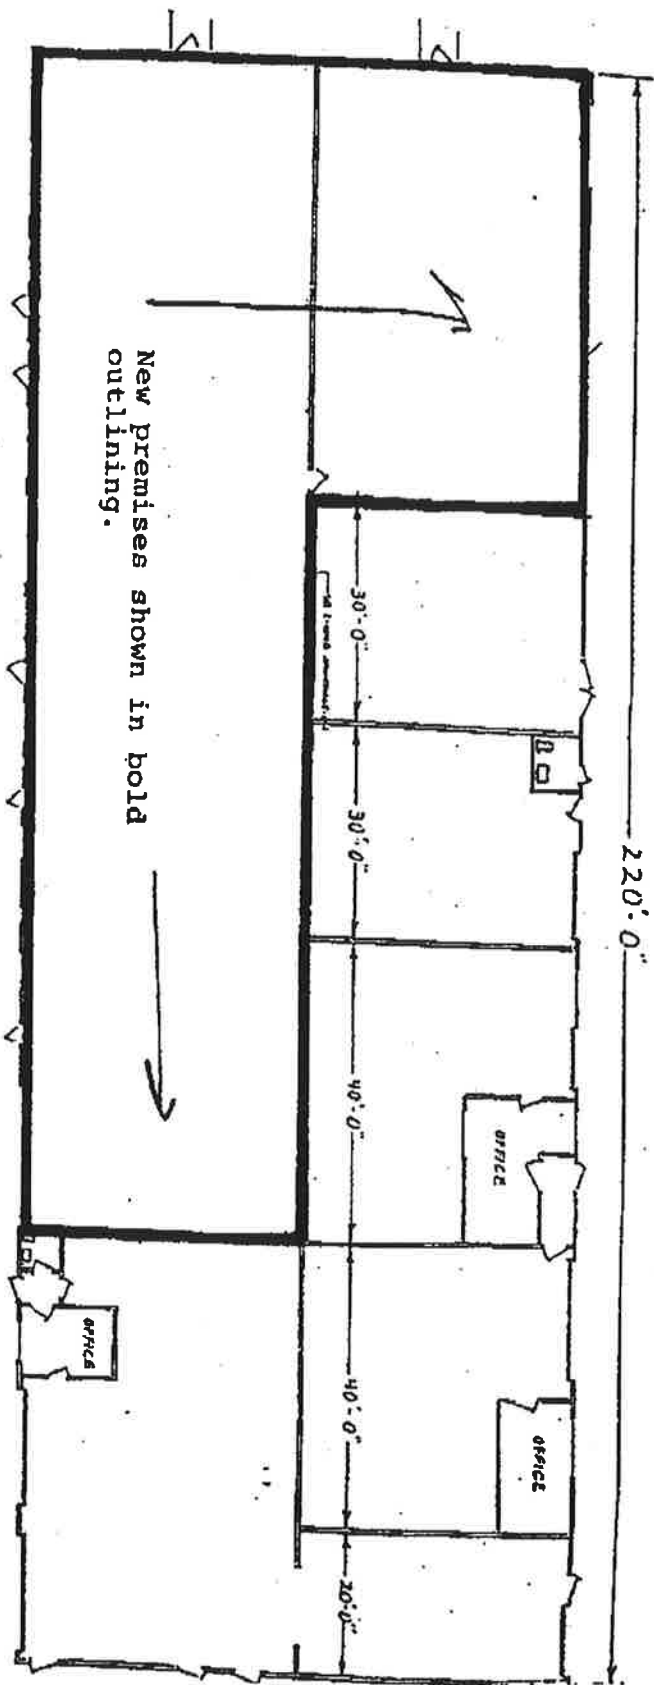 220'-0"
New premises shown in bold
outlining.
30'-0"
30'-0"
40'-0"
OFFICE
40'-0"
OFFICE
OFFICE
20'-0"